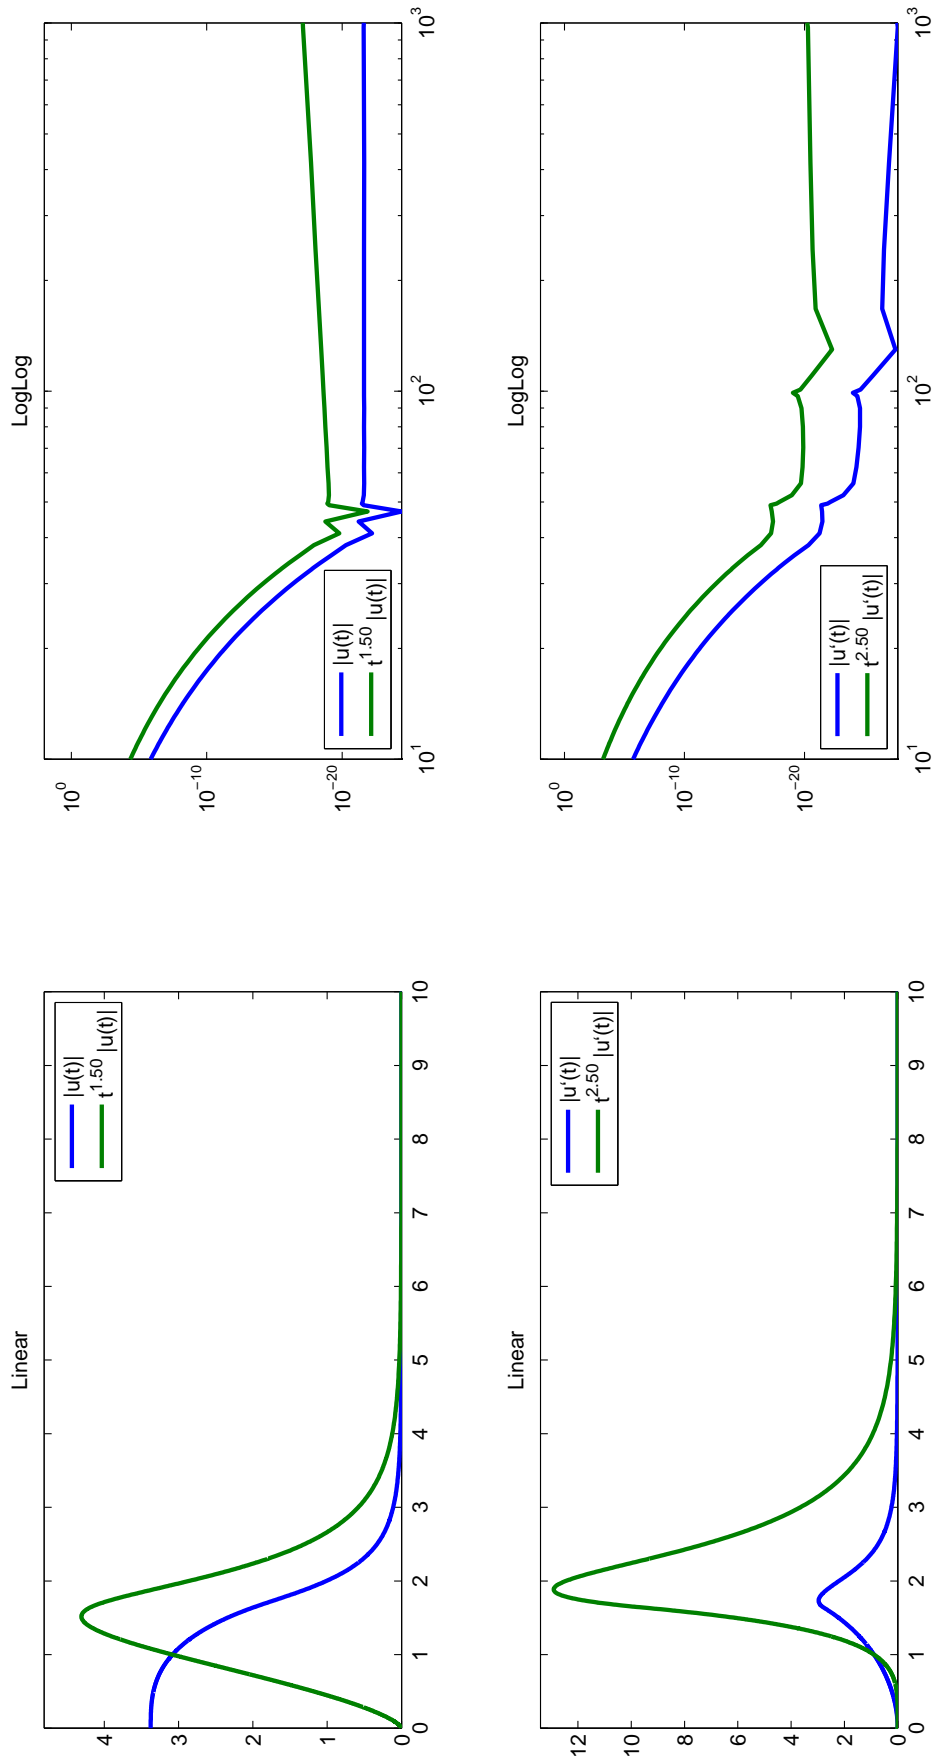 Linear
|u(t)|
t^1.50 |u(t)|
4
3
2
1
0
0 1 2 3 4 5 6 7 8 9 10
LogLog
|u(t)|
t^1.50 |u(t)|
10^0
10^−10
10^−20
10^1 10^2 10^3
Linear
|u‘(t)|
t^2.50 |u‘(t)|
12
10
8
6
4
2
0
0 1 2 3 4 5 6 7 8 9 10
LogLog
|u‘(t)|
t^2.50 |u‘(t)|
10^0
10^−10
10^−20
10^1 10^2 10^3